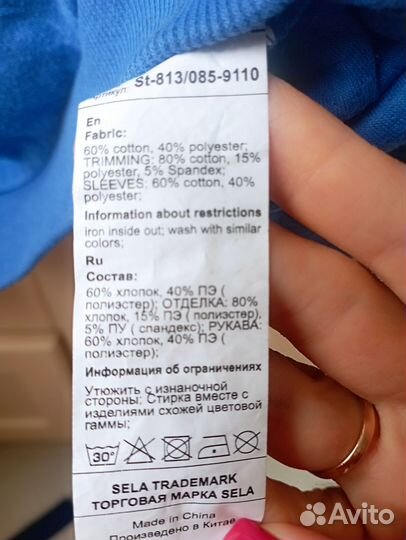 Артикул: St-813/085-9110
En
Fabric:
60% cotton, 40% polyester;
TRIMMING: 80% cotton, 15%
polyester, 5% Spandex;
SLEEVES: 60% cotton, 40%
polyester;
Information about restrictions
Iron inside out; wash with similar
colors;
Ru
Состав:
60% хлопок, 40% ПЭ (
полиэстер); ОТДЕЛКА: 80%
хлопок, 15% ПЭ ( полиэстер),
5% ПУ ( спандекс); РУКАВА:
60% хлопок, 40% ПЭ (
полиэстер);
Информация об ограничениях
Утюжить с изнаночной
стороны; Стирка вместе с
изделиями схожей цветовой
гаммы;
30°
SELA TRADEMARK
ТОРГОВАЯ МАРКА SELA
Made in China
Произведено в Китае
Avito